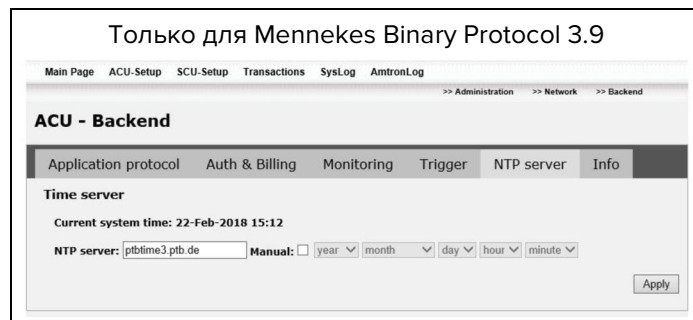 Только для Mennekes Binary Protocol 3.9
Main Page ACU-Setup SCU-Setup Transactions SysLog AmtronLog
>> Administration >> Network >> Backend
ACU - Backend
Application protocol Auth & Billing Monitoring Trigger NTP server Info
Time server
Current system time: 22-Feb-2018 15:12
NTP server: ptbtime3.ptb.de Manual: year month day hour minute
Apply